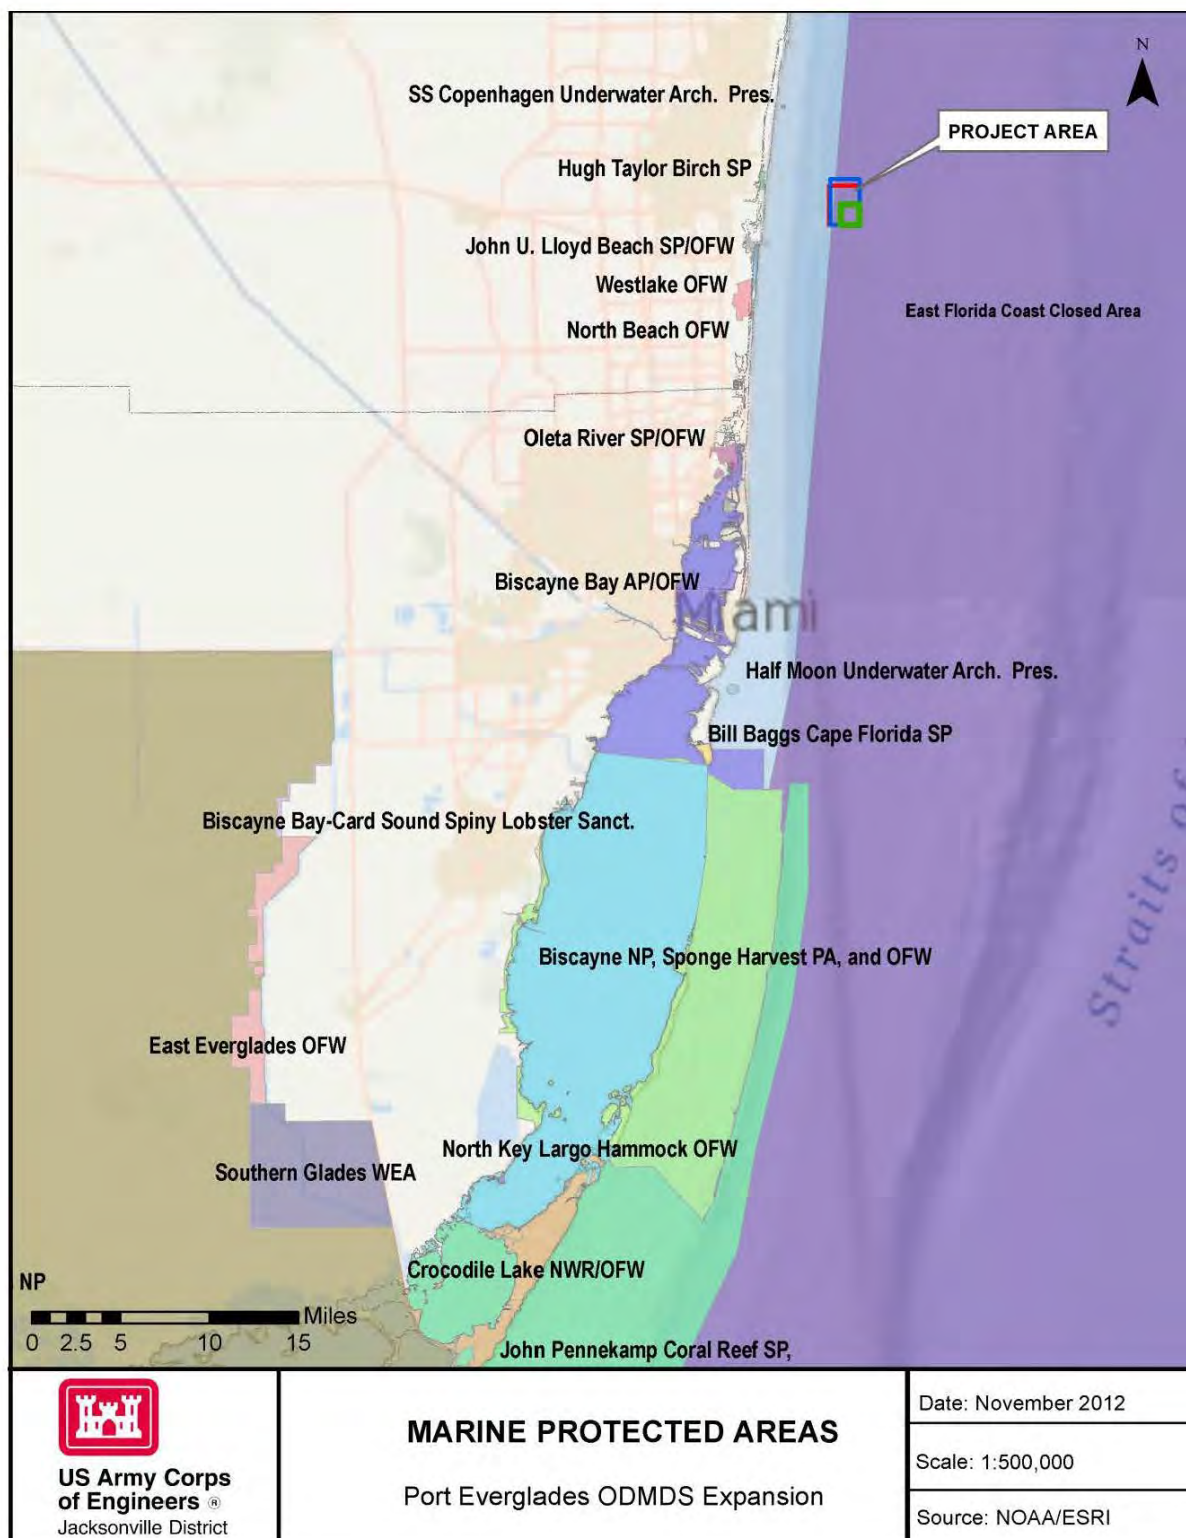 N
SS Copenhagen Underwater Arch. Pres.
PROJECT AREA
Hugh Taylor Birch SP
John U. Lloyd Beach SP/OFW
Westlake OFW
East Florida Coast Closed Area
North Beach OFW
Oleta River SP/OFW
Biscayne Bay AP/OFW
Miami
Half Moon Underwater Arch. Pres.
Bill Baggs Cape Florida SP
Biscayne Bay-Card Sound Spiny Lobster Sanct.
Straits of
Biscayne NP, Sponge Harvest PA, and OFW
East Everglades OFW
North Key Largo Hammock OFW
Southern Glades WEA
Crocodile Lake NWR/OFW
NP
Miles
0 2.5 5 10 15
John Pennekamp Coral Reef SP,
US Army Corps
of Engineers ®
Jacksonville District
MARINE PROTECTED AREAS
Port Everglades ODMDS Expansion
Date: November 2012
Scale: 1:500,000
Source: NOAA/ESRI